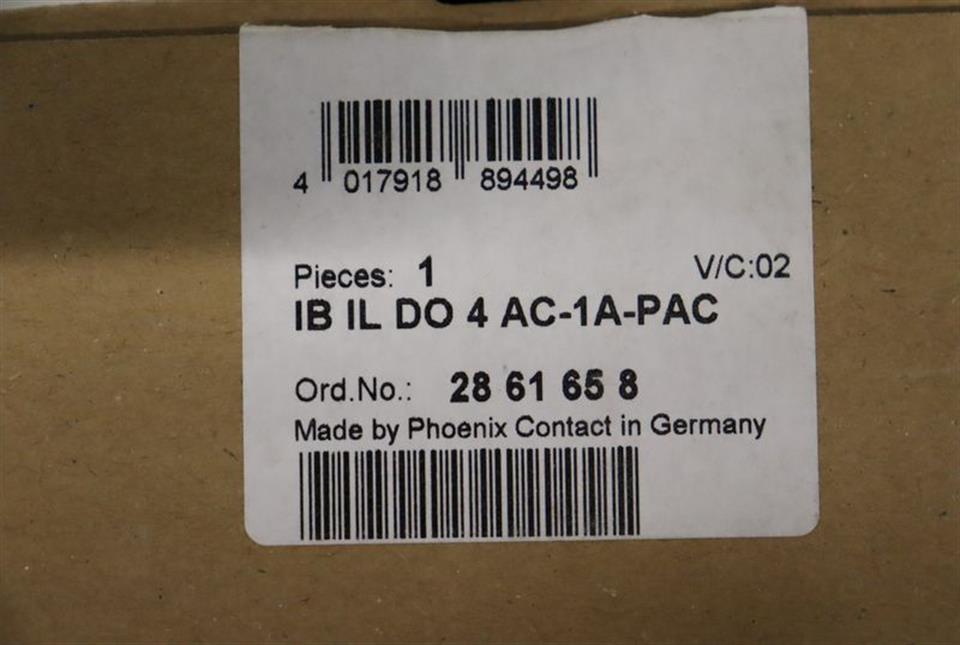 4 017918 894498
Pieces: 1 V/C:02
IB IL DO 4 AC-1A-PAC
Ord.No.: 28 61 65 8
Made by Phoenix Contact in Germany